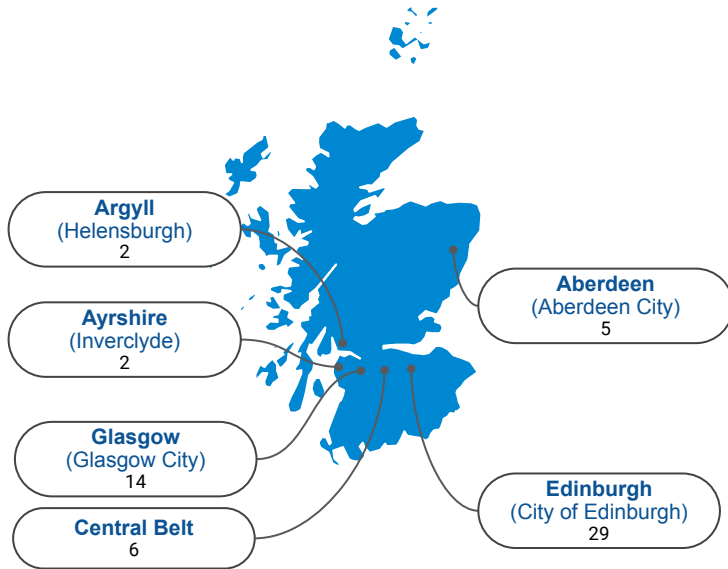 Argyll
(Helensburgh)
2
Ayrshire
(Inverclyde)
2
Glasgow
(Glasgow City)
14
Central Belt
6
Aberdeen
(Aberdeen City)
5
Edinburgh
(City of Edinburgh)
29